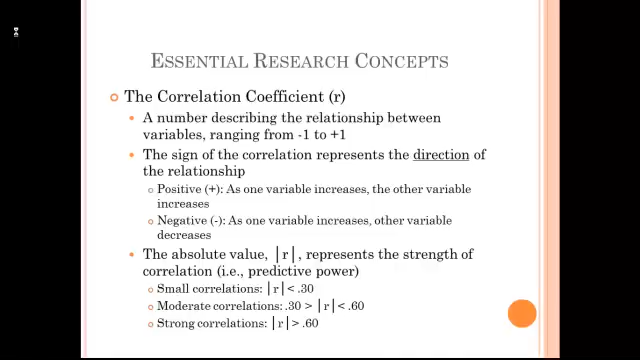 ESSENTIAL RESEARCH CONCEPTS
The Correlation Coefficient (r)
A number describing the relationship between
variables, ranging from -1 to +1
The sign of the correlation represents the direction of
the relationship
Positive (+): As one variable increases, the other variable
increases
Negative (-): As one variable increases, other variable
decreases
The absolute value, |r|, represents the strength of
correlation (i.e., predictive power)
Small correlations: |r| < .30
Moderate correlations: .30 > |r| < .60
Strong correlations: |r| > .60